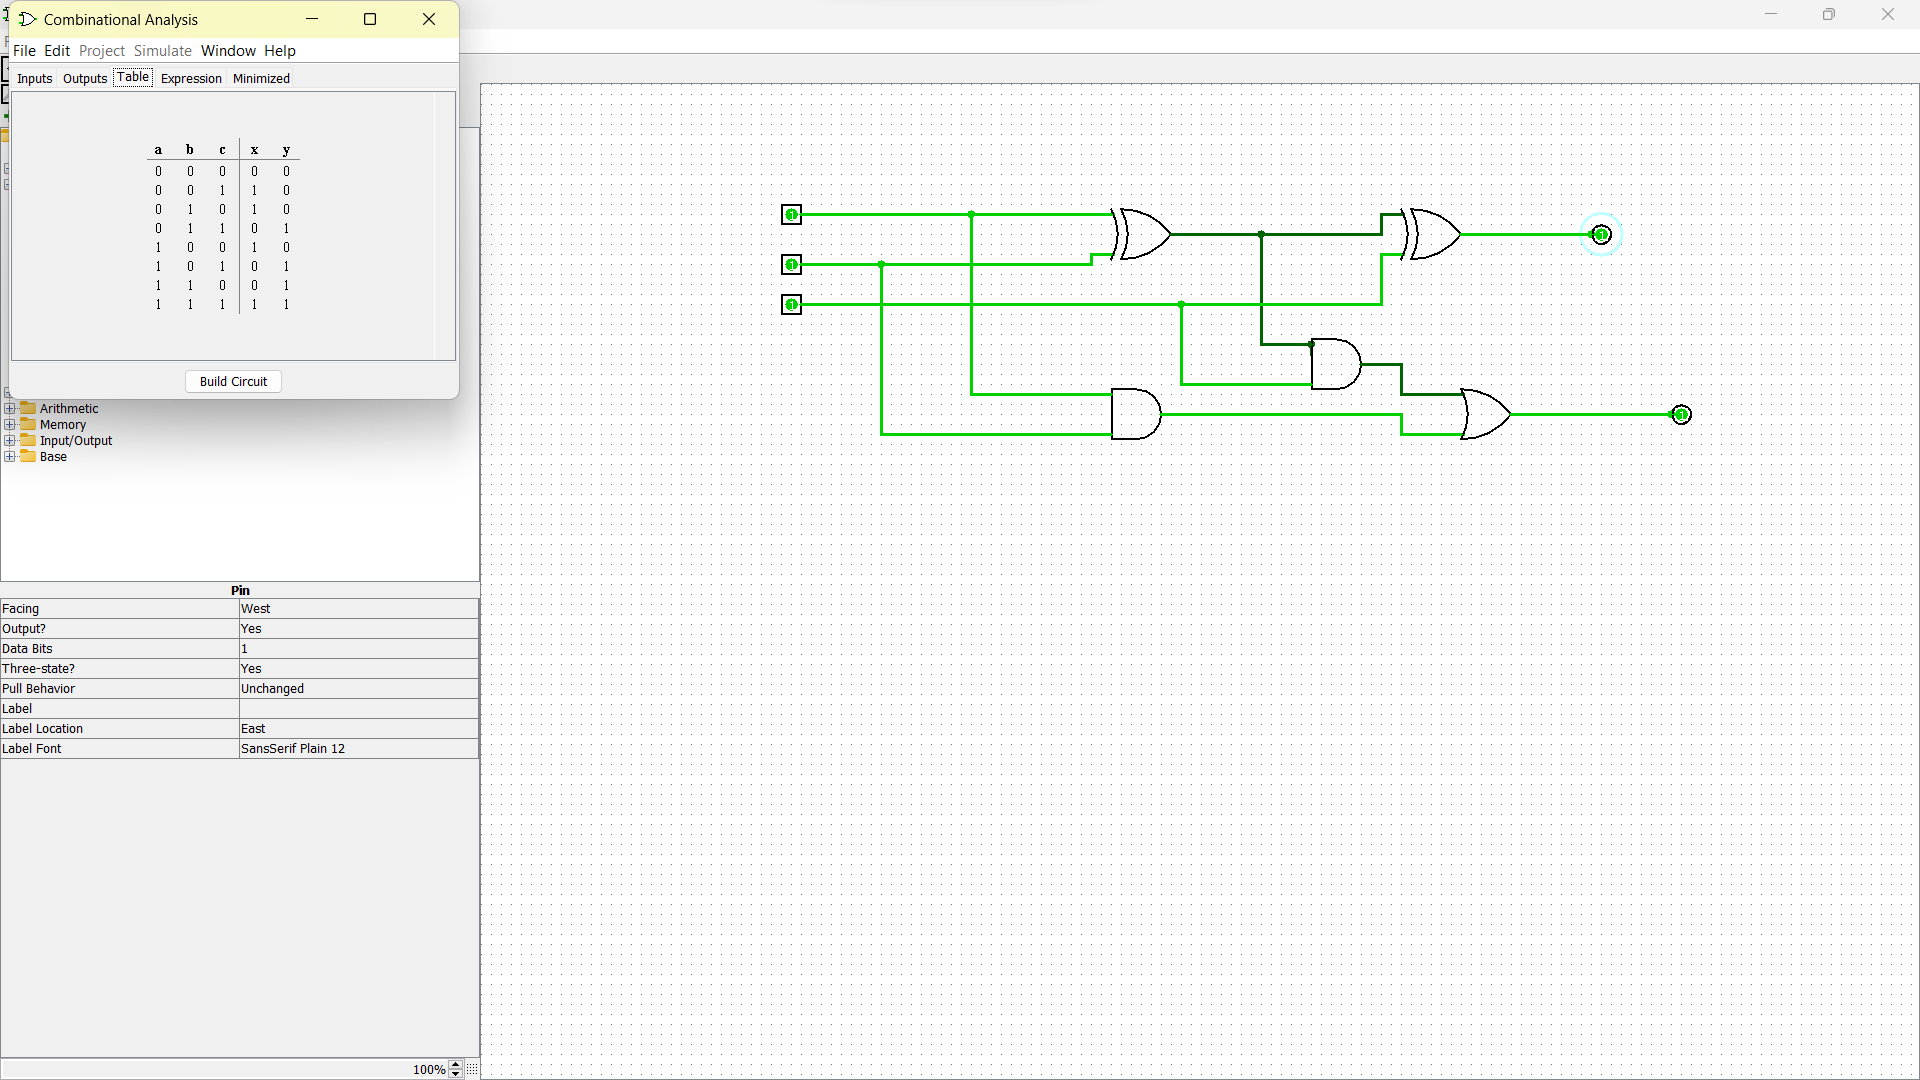 Combinational Analysis
File Edit Project Simulate Window Help
Inputs Outputs Table Expression Minimized
a b c x y
0 0 0 0 0
0 0 1 1 0
0 1 0 1 0
0 1 1 0 1
1 0 0 1 0
1 0 1 0 1
1 1 0 0 1
1 1 1 1 1
Build Circuit
Arithmetic
Memory
Input/Output
Base
Pin
Facing West
Output? Yes
Data Bits 1
Three-state? Yes
Pull Behavior Unchanged
Label
Label Location East
Label Font SansSerif Plain 12
100%
1
1
1
1
1